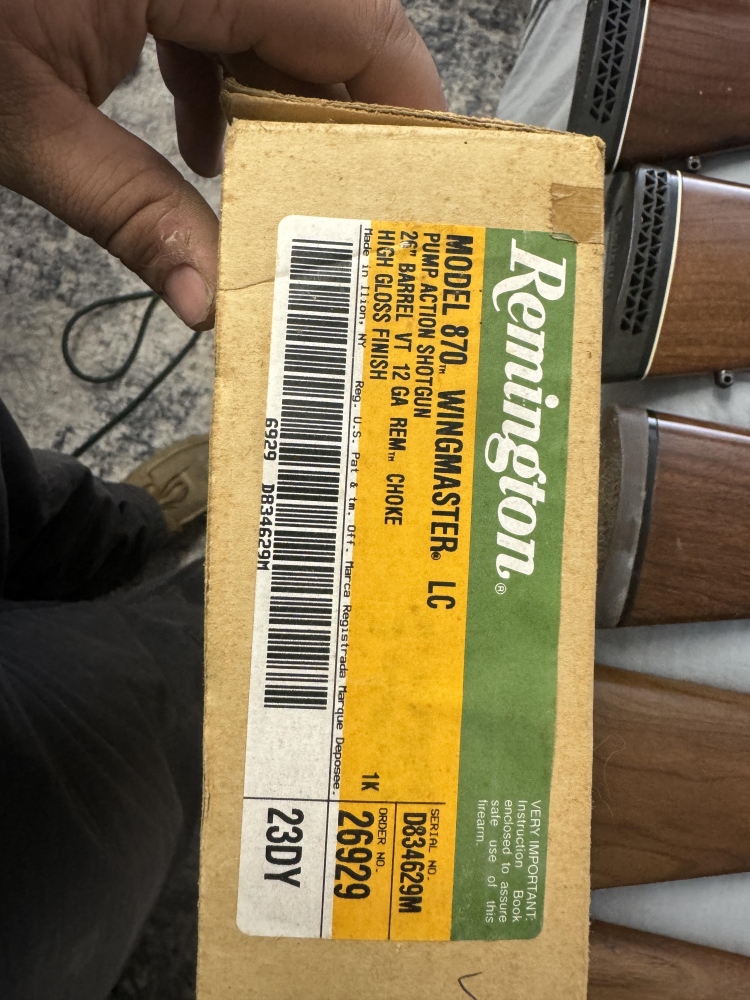 Remington®
MODEL 870™ WINGMASTER® LC
PUMP ACTION SHOTGUN
26" BARREL VT 12 GA REM™ CHOKE
HIGH GLOSS FINISH
1K
Made in Ilion, NY Reg. U.S. Pat & tm. Off. Marca Registrada Marque Deposee.
6929 D834629M
VERY IMPORTANT:
Instruction Book
enclosed to assure
safe use of this
firearm.
SERIAL NO.
D834629M
ORDER NO.
26929
23DY